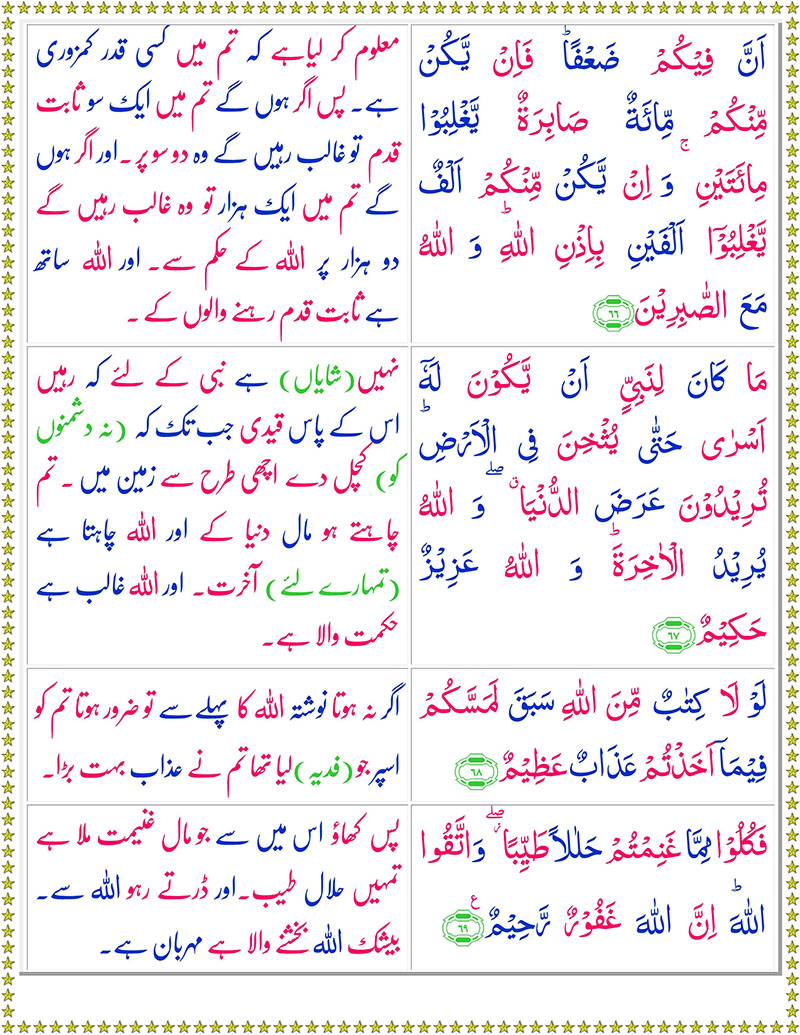 اَنَّ فِيْكُمْ ضَعْفًا ؕ فَاِنْ يَّكُنْ
مِّنْكُمْ مِّائَةٌ صَابِرَةٌ يَّغْلِبُوْا
مِائَتَيْنِ ۚ وَ اِنْ يَّكُنْ مِّنْكُمْ اَلْفٌ
يَّغْلِبُوْۤا اَلْفَيْنِ بِاِذْنِ اللّٰهِ ؕ وَ اللّٰهُ
مَعَ الصّٰبِرِيْنَ ﴿۶۶﴾
معلوم کر لیا ہے کہ تم میں کسی قدر کمزوری
ہے۔ پس اگر ہوں گے تم میں ایک سو ثابت
قدم تو غالب رہیں گے وہ دو سو پر۔ اور اگر ہوں
گے تم میں ایک ہزار تو وہ غالب رہیں گے
دو ہزار پر اللہ کے حکم سے۔ اور اللہ ساتھ
ہے ثابت قدم رہنے والوں کے ۔
مَا كَانَ لِنَبِيٍّ اَنْ يَّكُوْنَ لَهٗۤ
اَسْرٰى حَتّٰى يُثْخِنَ فِى الْاَرْضِ ؕ
تُرِيْدُوْنَ عَرَضَ الدُّنْيَا ۖ ۗ وَ اللّٰهُ
يُرِيْدُ الْاٰخِرَةَ ؕ وَ اللّٰهُ عَزِيْزٌ
حَكِيْمٌ ﴿۶۷﴾
نہیں (شایاں) ہے نبی کے لئے کہ رہیں
اس کے پاس قیدی جب تک کہ (نہ دشمنوں
کو) کچل دے اچھی طرح سے زمین میں ۔ تم
چاہتے ہو مال دنیا کے اور اللہ چاہتا ہے
(تمہارے لئے) آخرت۔ اور اللہ غالب ہے
حکمت والا ہے۔
لَوْ لَا كِتٰبٌ مِّنَ اللّٰهِ سَبَقَ لَمَسَّكُمْ
فِيْمَاۤ اَخَذْتُمْ عَذَابٌ عَظِيْمٌ ﴿۶۸﴾
اگر نہ ہوتا نوشتہ اللہ کا پہلے سے تو ضرور ہوتا تم کو
اسپر جو (فدیہ) لیا تھا تم نے عذاب بہت بڑا۔
فَكُلُوْا مِمَّا غَنِمْتُمْ حَلٰلًا طَيِّبًا ۖ وَ اتَّقُوا
اللّٰهَ ؕ اِنَّ اللّٰهَ غَفُوْرٌ رَّحِيْمٌ ﴿۶۹﴾ ع
پس کھاؤ اس میں سے جو مال غنیمت ملا ہے
تمہیں حلال طیب۔ اور ڈرتے رہو اللہ سے۔
بیشک اللہ بخشنے والا ہے مہربان ہے۔